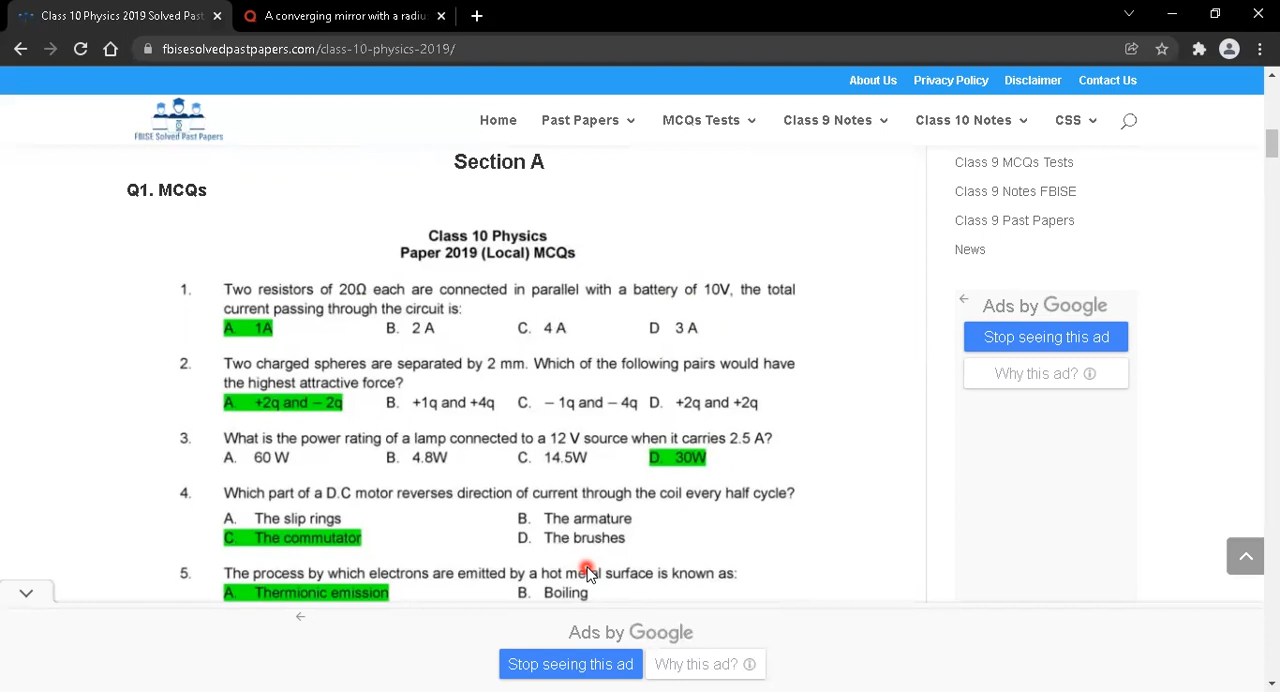 Class 10 Physics 2019 Solved Past
A converging mirror with a radiu
fbisesolvedpastpapers.com/class-10-physics-2019/
About Us Privacy Policy Disclaimer Contact Us
FBISE Solved Past Papers
Home Past Papers MCQs Tests Class 9 Notes Class 10 Notes CSS
Section A
Q1. MCQs
Class 10 Physics
Paper 2019 (Local) MCQs
1. Two resistors of 20Ω each are connected in parallel with a battery of 10V, the total
current passing through the circuit is:
A. 1A B. 2 A C. 4 A D 3 A
2. Two charged spheres are separated by 2 mm. Which of the following pairs would have
the highest attractive force?
A. +2q and – 2q B. +1q and +4q C. – 1q and – 4q D. +2q and +2q
3. What is the power rating of a lamp connected to a 12 V source when it carries 2.5 A?
A. 60 W B. 4.8W C. 14.5W D. 30W
4. Which part of a D.C motor reverses direction of current through the coil every half cycle?
A. The slip rings B. The armature
C. The commutator D. The brushes
5. The process by which electrons are emitted by a hot metal surface is known as:
A. Thermionic emission B. Boiling
Class 9 MCQs Tests
Class 9 Notes FBISE
Class 9 Past Papers
News
Ads by Google
Stop seeing this ad
Why this ad?
Ads by Google
Stop seeing this ad Why this ad?